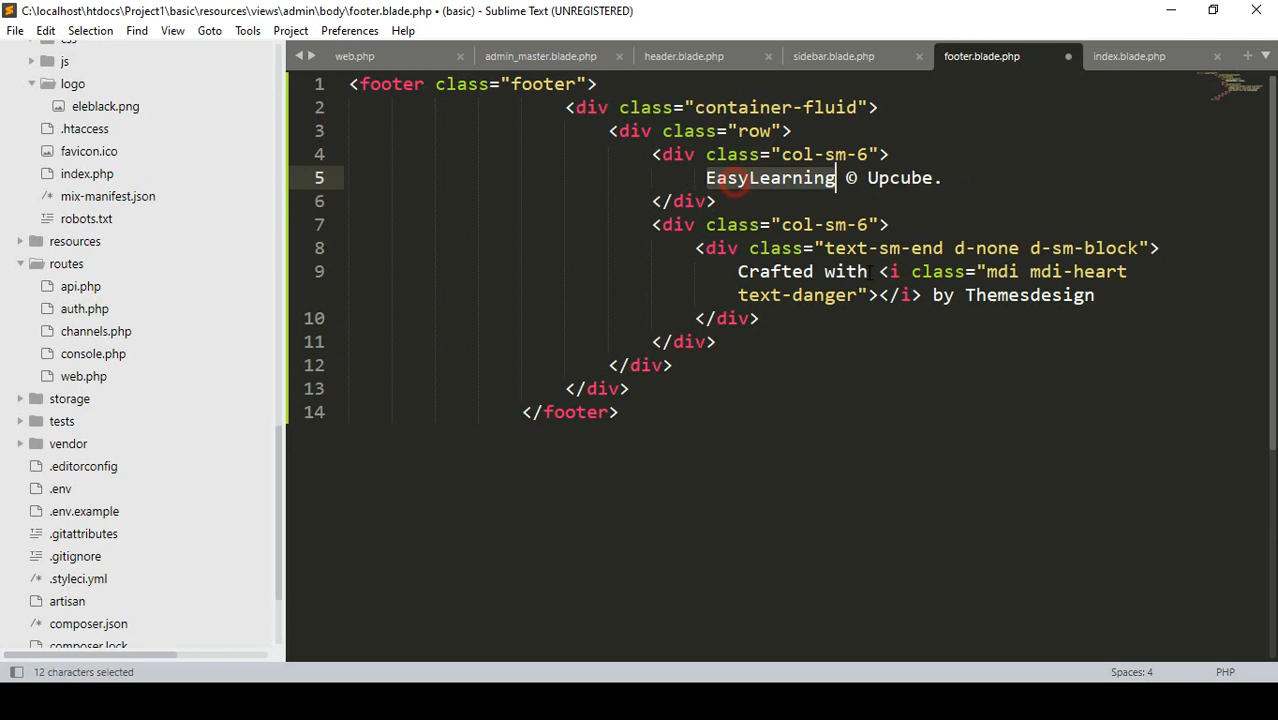 C:\localhost\htdocs\Project1\basic\resources\views\admin\body\footer.blade.php • (basic) - Sublime Text (UNREGISTERED)
File Edit Selection Find View Goto Tools Project Preferences Help
web.php admin_master.blade.php header.blade.php sidebar.blade.php footer.blade.php index.blade.php
js
logo
eleblack.png
.htaccess
favicon.ico
index.php
mix-manifest.json
robots.txt
resources
routes
api.php
auth.php
channels.php
console.php
web.php
storage
tests
vendor
.editorconfig
.env
.env.example
.gitattributes
.gitignore
.styleci.yml
artisan
composer.json
composer.lock
1 <footer class="footer">
2 <div class="container-fluid">
3 <div class="row">
4 <div class="col-sm-6">
5 EasyLearning © Upcube.
6 </div>
7 <div class="col-sm-6">
8 <div class="text-sm-end d-none d-sm-block">
9 Crafted with <i class="mdi mdi-heart
text-danger"></i> by Themesdesign
10 </div>
11 </div>
12 </div>
13 </div>
14 </footer>
12 characters selected Spaces: 4 PHP